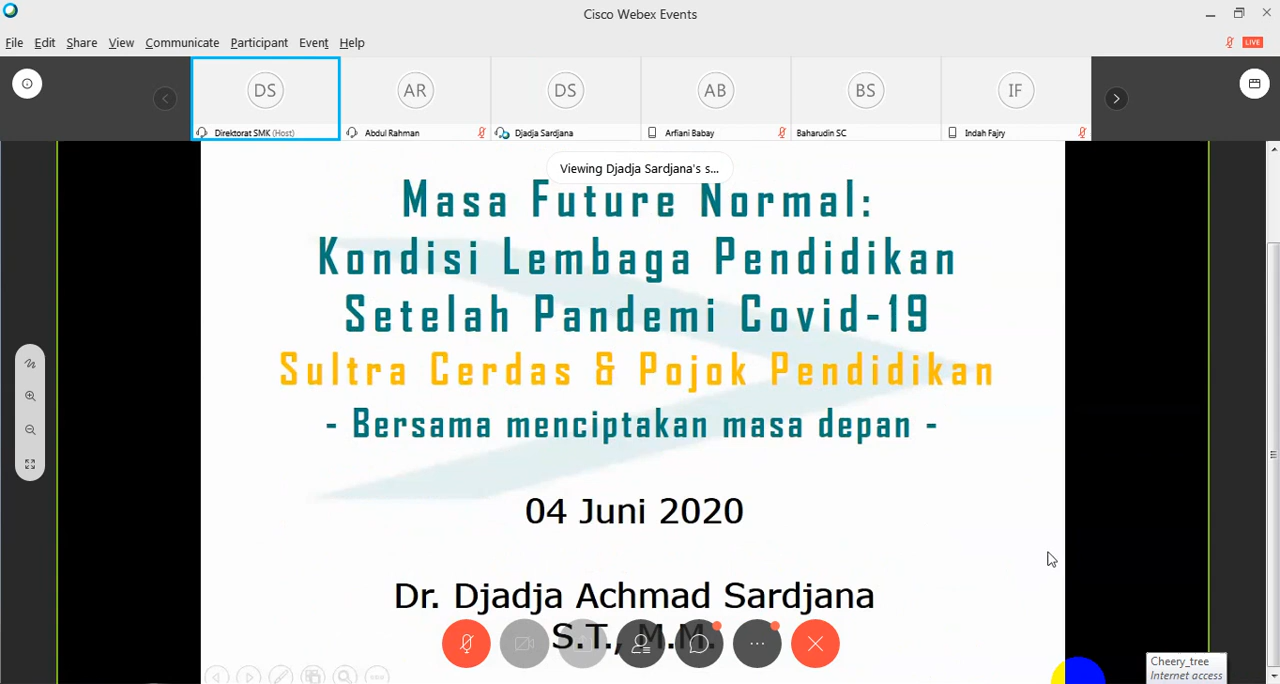 Cisco Webex Events
File Edit Share View Communicate Participant Event Help
LIVE
DS AR DS AB BS IF
Direktorat SMK (Host) Abdul Rahman Djadja Sardjana Arfiani Babay Baharudin SC Indah Fajry
Viewing Djadja Sardjana's s...
Masa Future Normal:
Kondisi Lembaga Pendidikan
Setelah Pandemi Covid-19
Sultra Cerdas & Pojok Pendidikan
- Bersama menciptakan masa depan -
04 Juni 2020
Dr. Djadja Achmad Sardjana
S.T., M.M.
Cheery_tree
Internet access